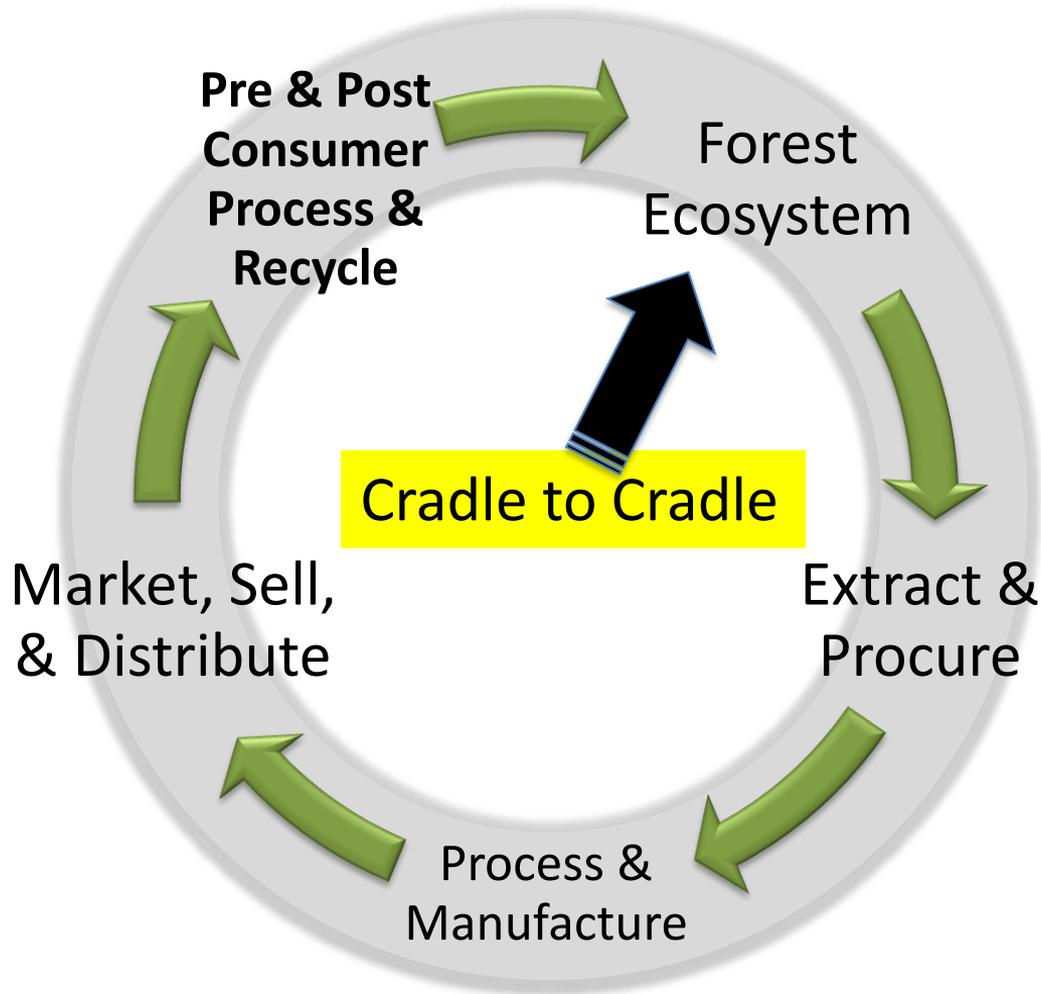 Pre & Post
Consumer
Process &
Recycle
Forest
Ecosystem
Cradle to Cradle
Market, Sell,
& Distribute
Extract &
Procure
Process &
Manufacture